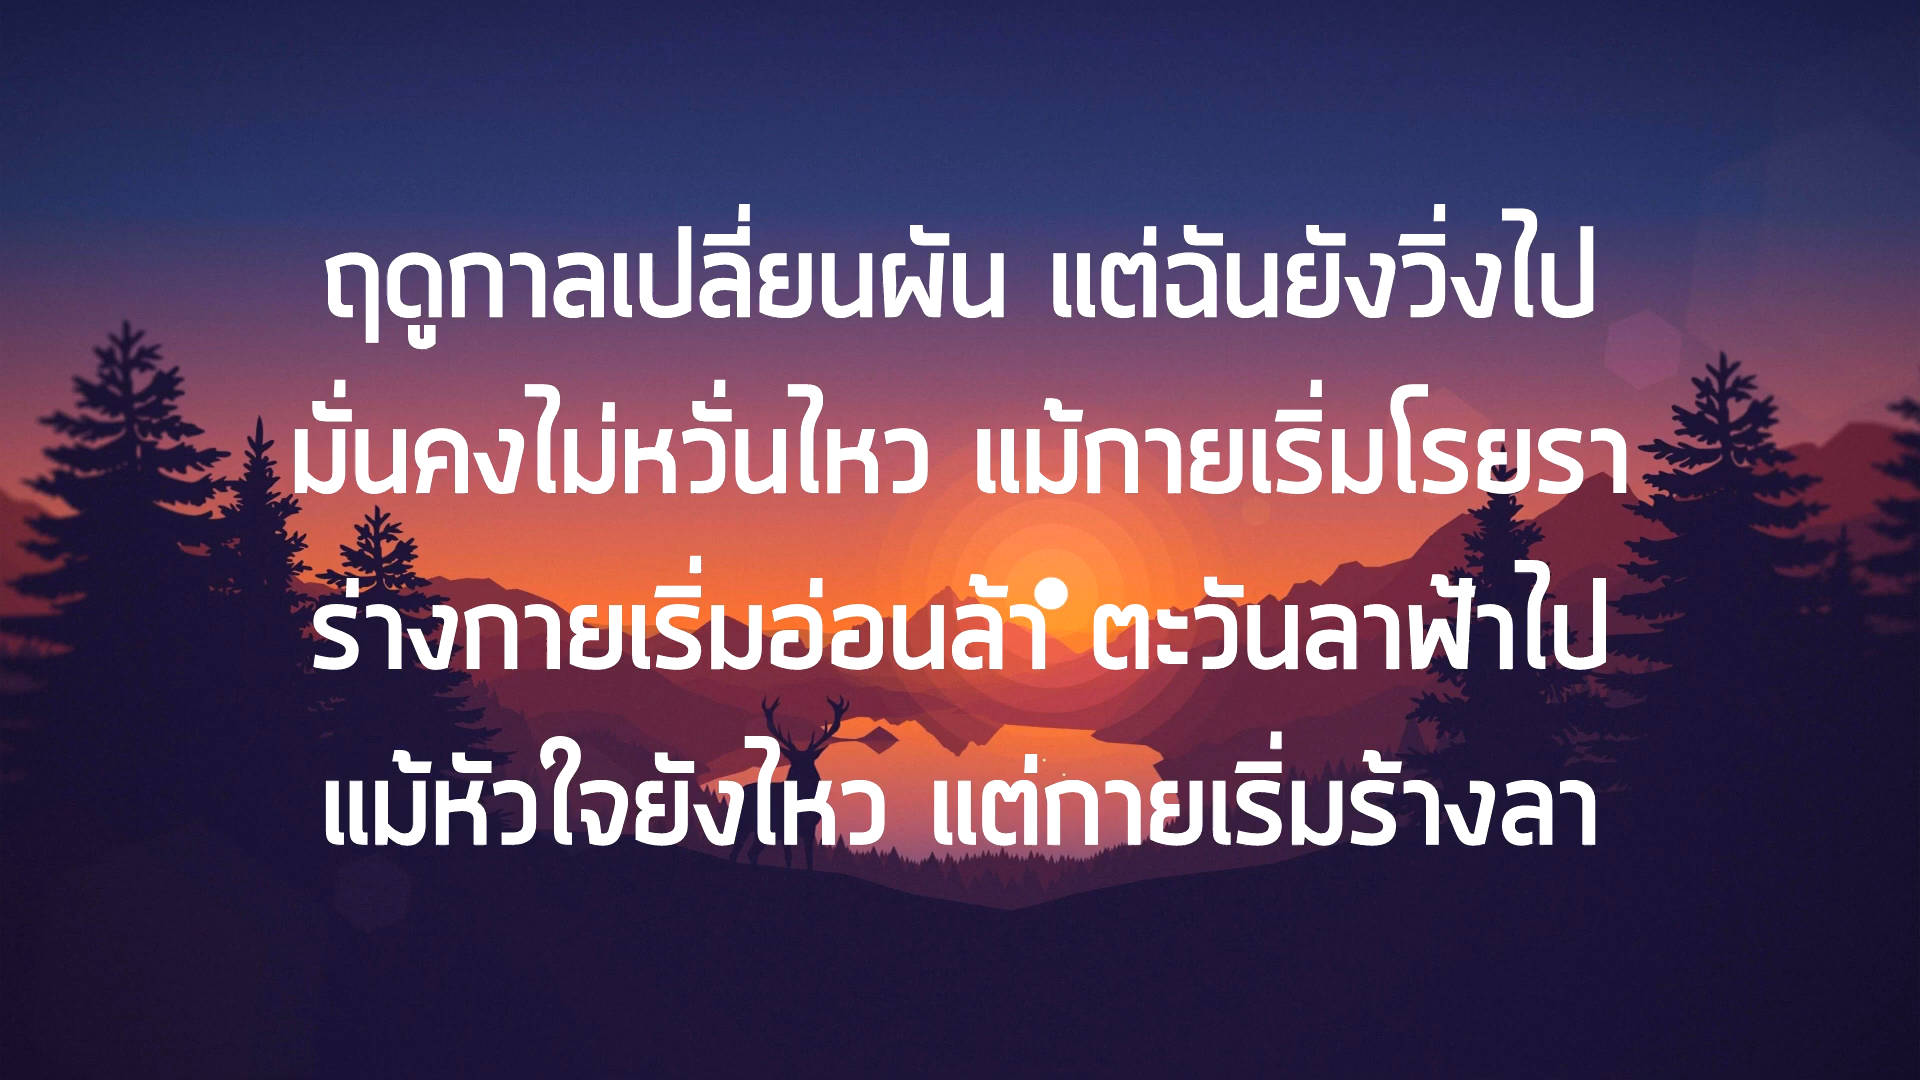 ฤดูกาลเปลี่ยนผัน แต่ฉันยังวิ่งไป
มั่นคงไม่หวั่นไหว แม้กายเริ่มโรยรา
ร่างกายเริ่มอ่อนล้า ตะวันลาฟ้าไป
แม้หัวใจยังไหว แต่กายเริ่มร้างลา